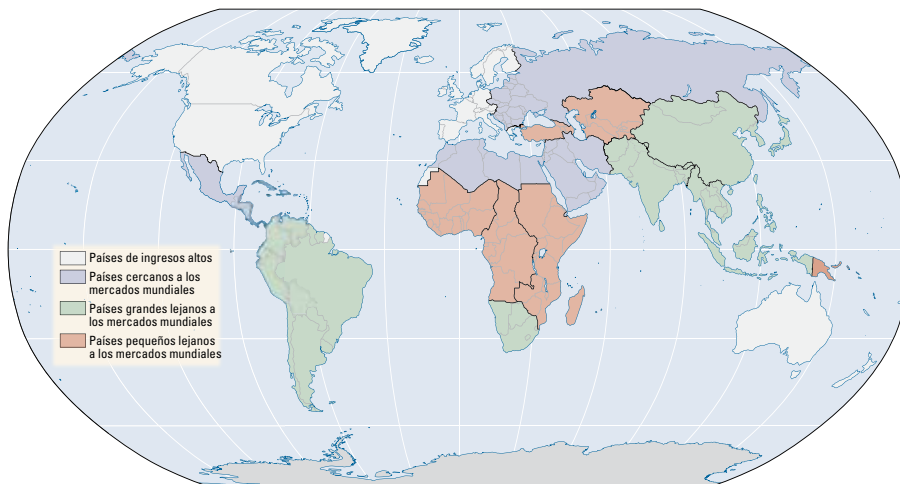 Países de ingresos altos
Países cercanos a los
mercados mundiales
Países grandes lejanos a
los mercados mundiales
Países pequeños lejanos
a los mercados mundiales